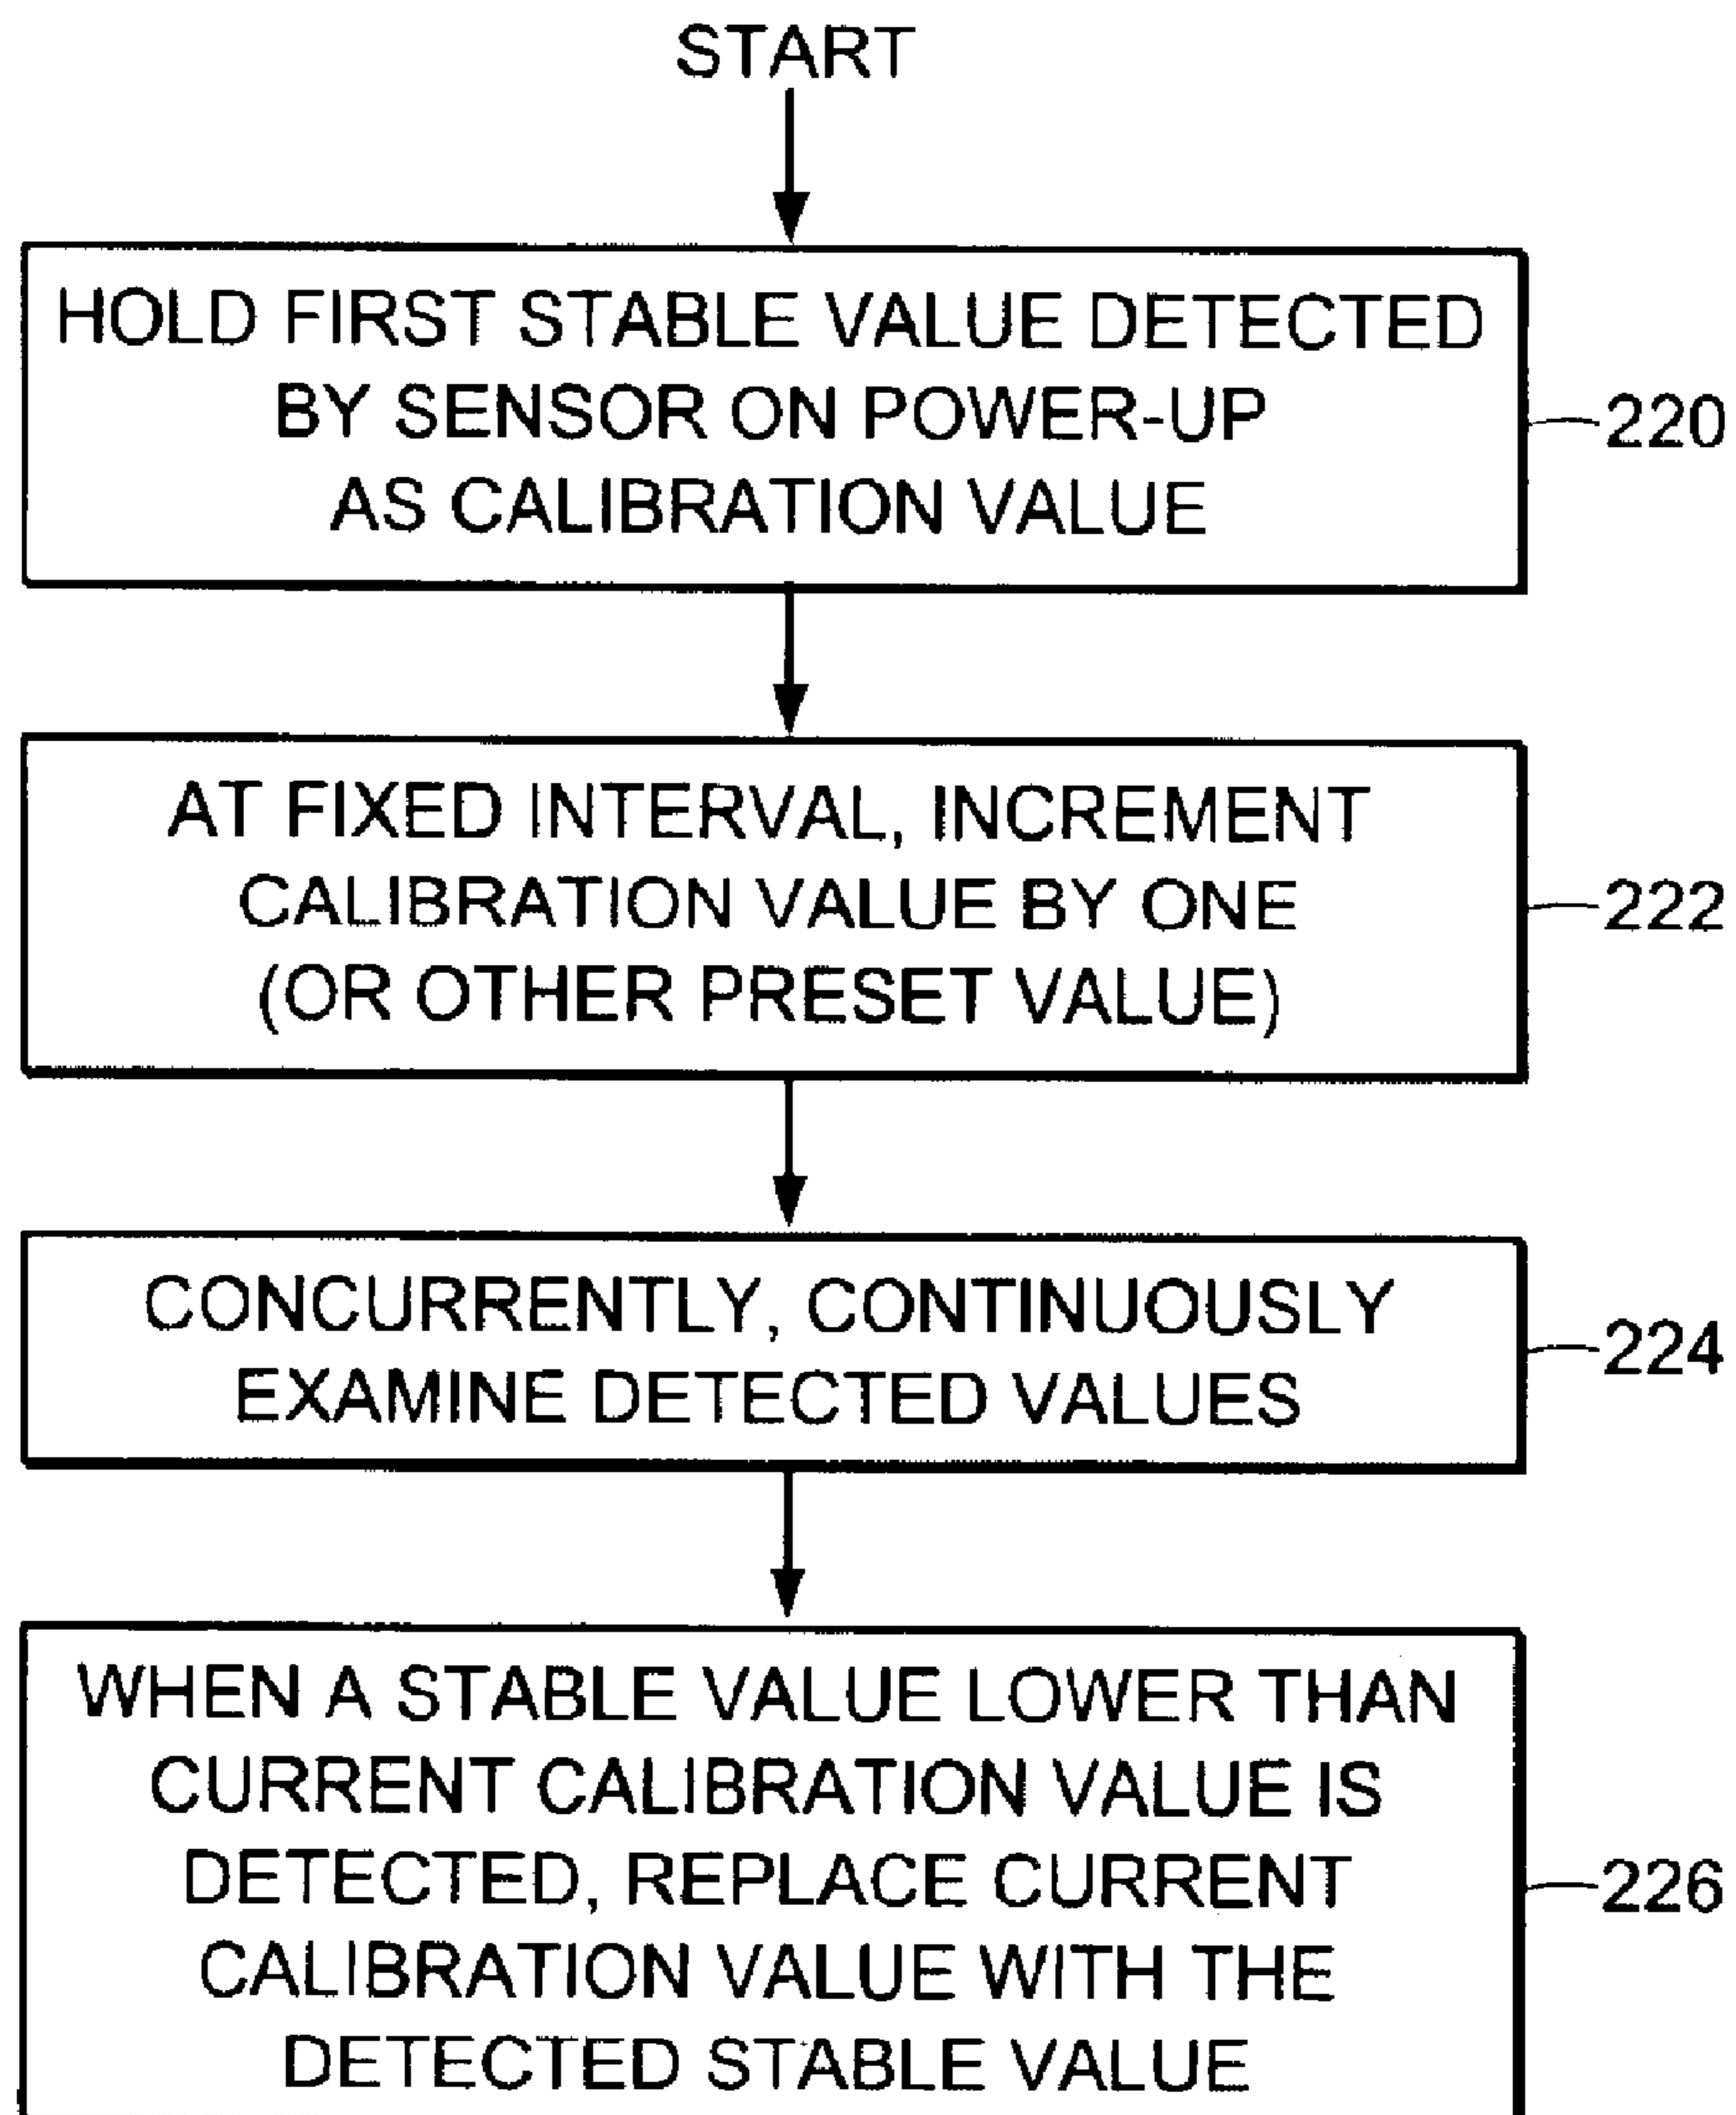 START
HOLD FIRST STABLE VALUE DETECTED
BY SENSOR ON POWER-UP
AS CALIBRATION VALUE
220
AT FIXED INTERVAL, INCREMENT
CALIBRATION VALUE BY ONE
(OR OTHER PRESET VALUE)
222
CONCURRENTLY, CONTINUOUSLY
EXAMINE DETECTED VALUES
224
WHEN A STABLE VALUE LOWER THAN
CURRENT CALIBRATION VALUE IS
DETECTED, REPLACE CURRENT
CALIBRATION VALUE WITH THE
DETECTED STABLE VALUE
226